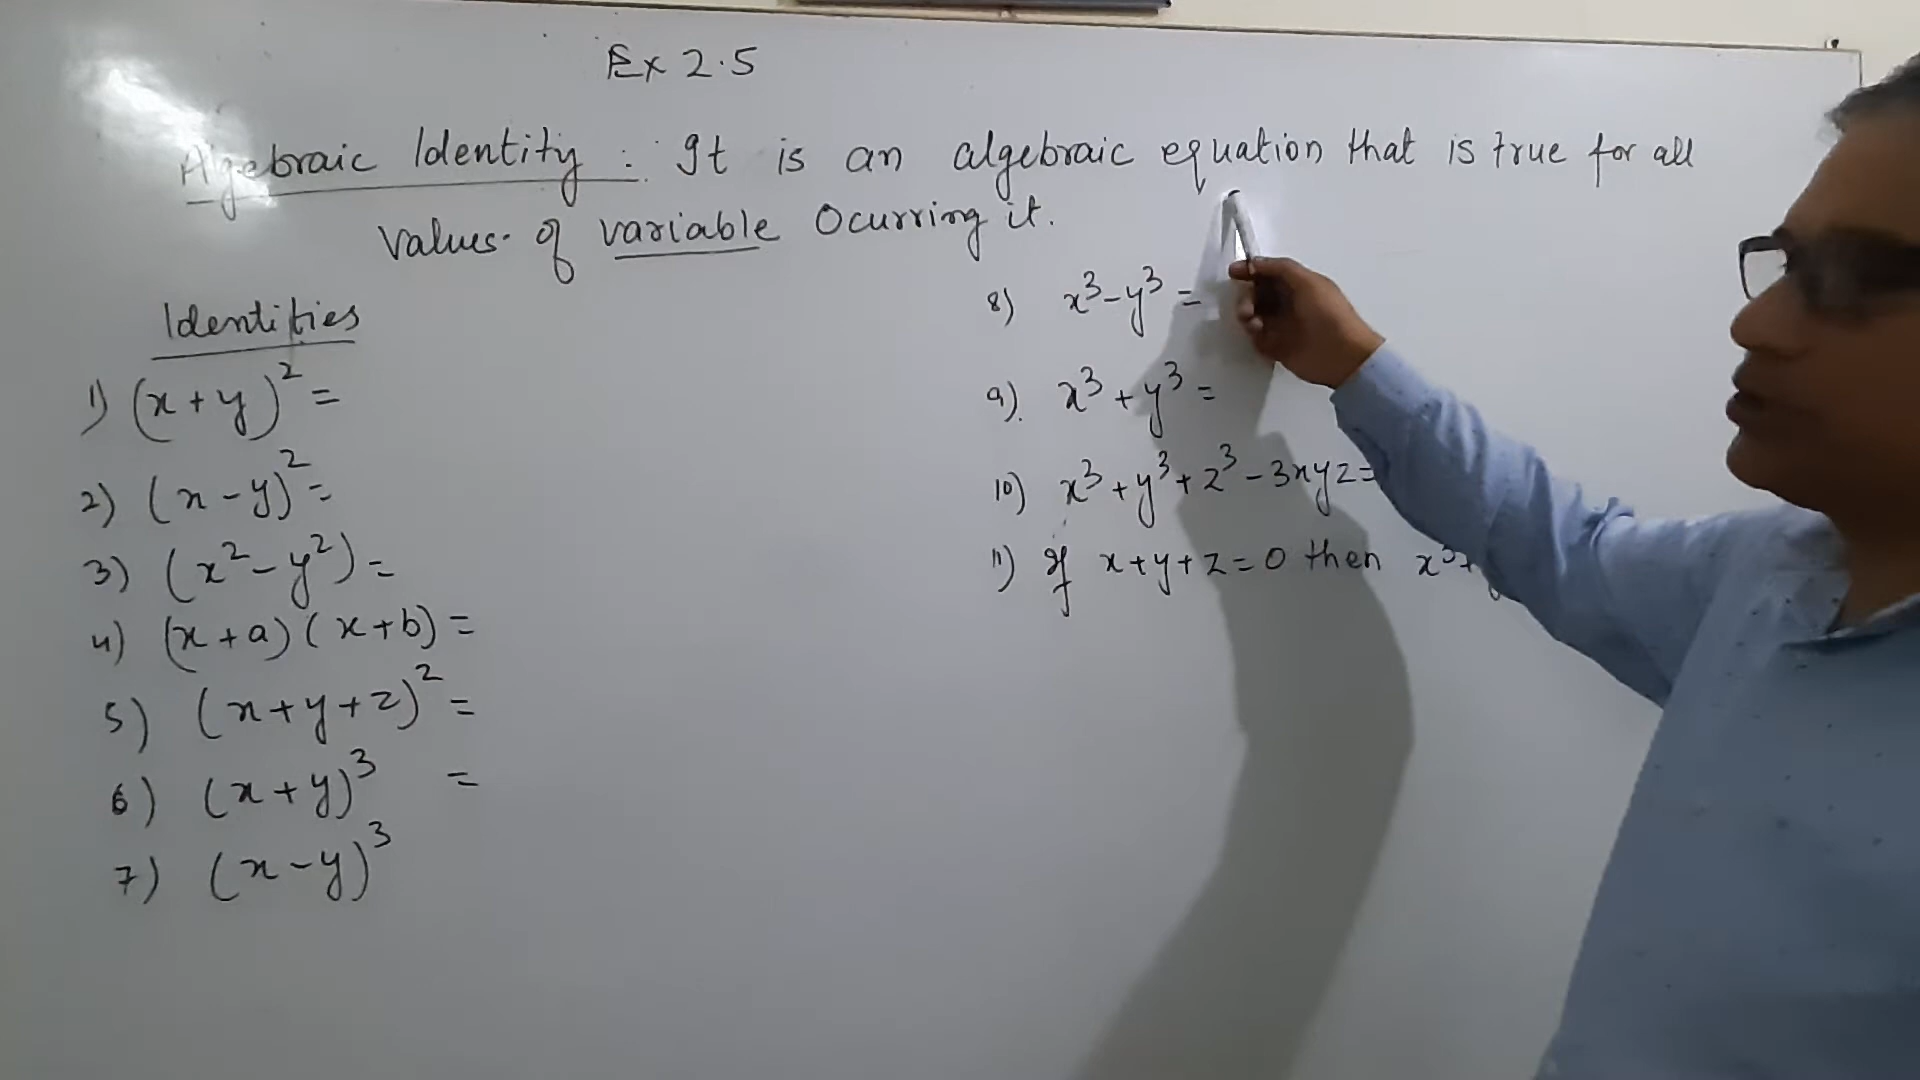 Ex 2.5
Algebraic Identity : It is an algebraic equation that is true for all
Values of variable Ocurring it.
Identities
1) (x+y)² =
2) (x-y)² =
3) (x²-y²) =
4) (x+a)(x+b) =
5) (x+y+z)² =
6) (x+y)³ =
7) (x-y)³
8) x³-y³ =
9). x³+y³ =
10) x³+y³+z³-3xyz=
11) If x+y+z=0 then x³+